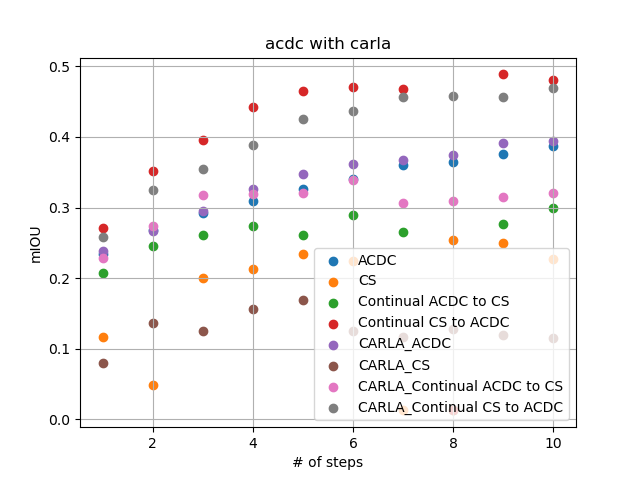 acdc with carla
0.5
0.4
0.3
0.2
0.1
0.0
mIOU
ACDC
CS
Continual ACDC to CS
Continual CS to ACDC
CARLA_ACDC
CARLA_CS
CARLA_Continual ACDC to CS
CARLA_Continual CS to ACDC
2
4
6
8
10
# of steps